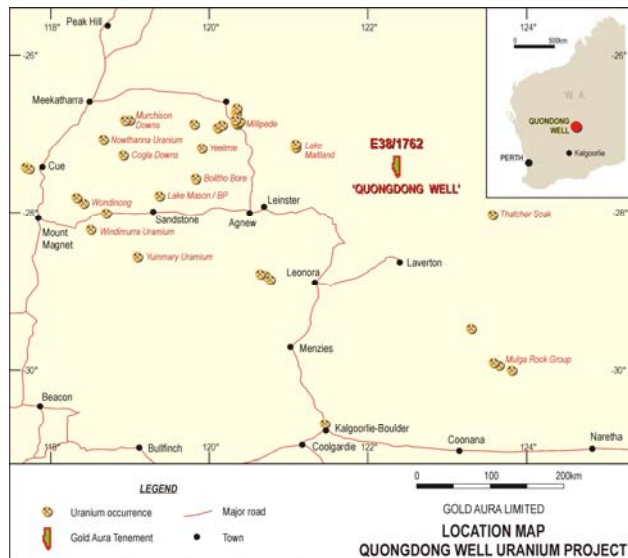 118°
120°
122°
Peak Hill
-26°
-26°
Meekatharra
Murchison
Downs
Millipede
Nowthanna Uranium
Yeelirrie
Lake
Maitland
Cogla Downs
Cue
Bolitho Bore
E38/1762
'QUONGDONG WELL'
Wondinong
Lake Mason / BP
Leinster
-28°
Thatcher Soak
-28°
Sandstone
Agnew
Mount
Magnet
Windimurra Uranium
Yuinmary Uranium
Laverton
Leonora
Menzies
Mulga Rock Group
-30°
-30°
Beacon
Kalgoorlie-Boulder
118°
Bullfinch
120°
Coolgardie
122°
Coonana
124°
Naretha
0
500km
W. A.
QUONDONG
WELL
PERTH
Kalgoorlie
LEGEND
Uranium occurrence
Major road
Gold Aura Tenement
Town
0
100
200km
GOLD AURA LIMITED
LOCATION MAP
QUONGDONG WELL URANIUM PROJECT